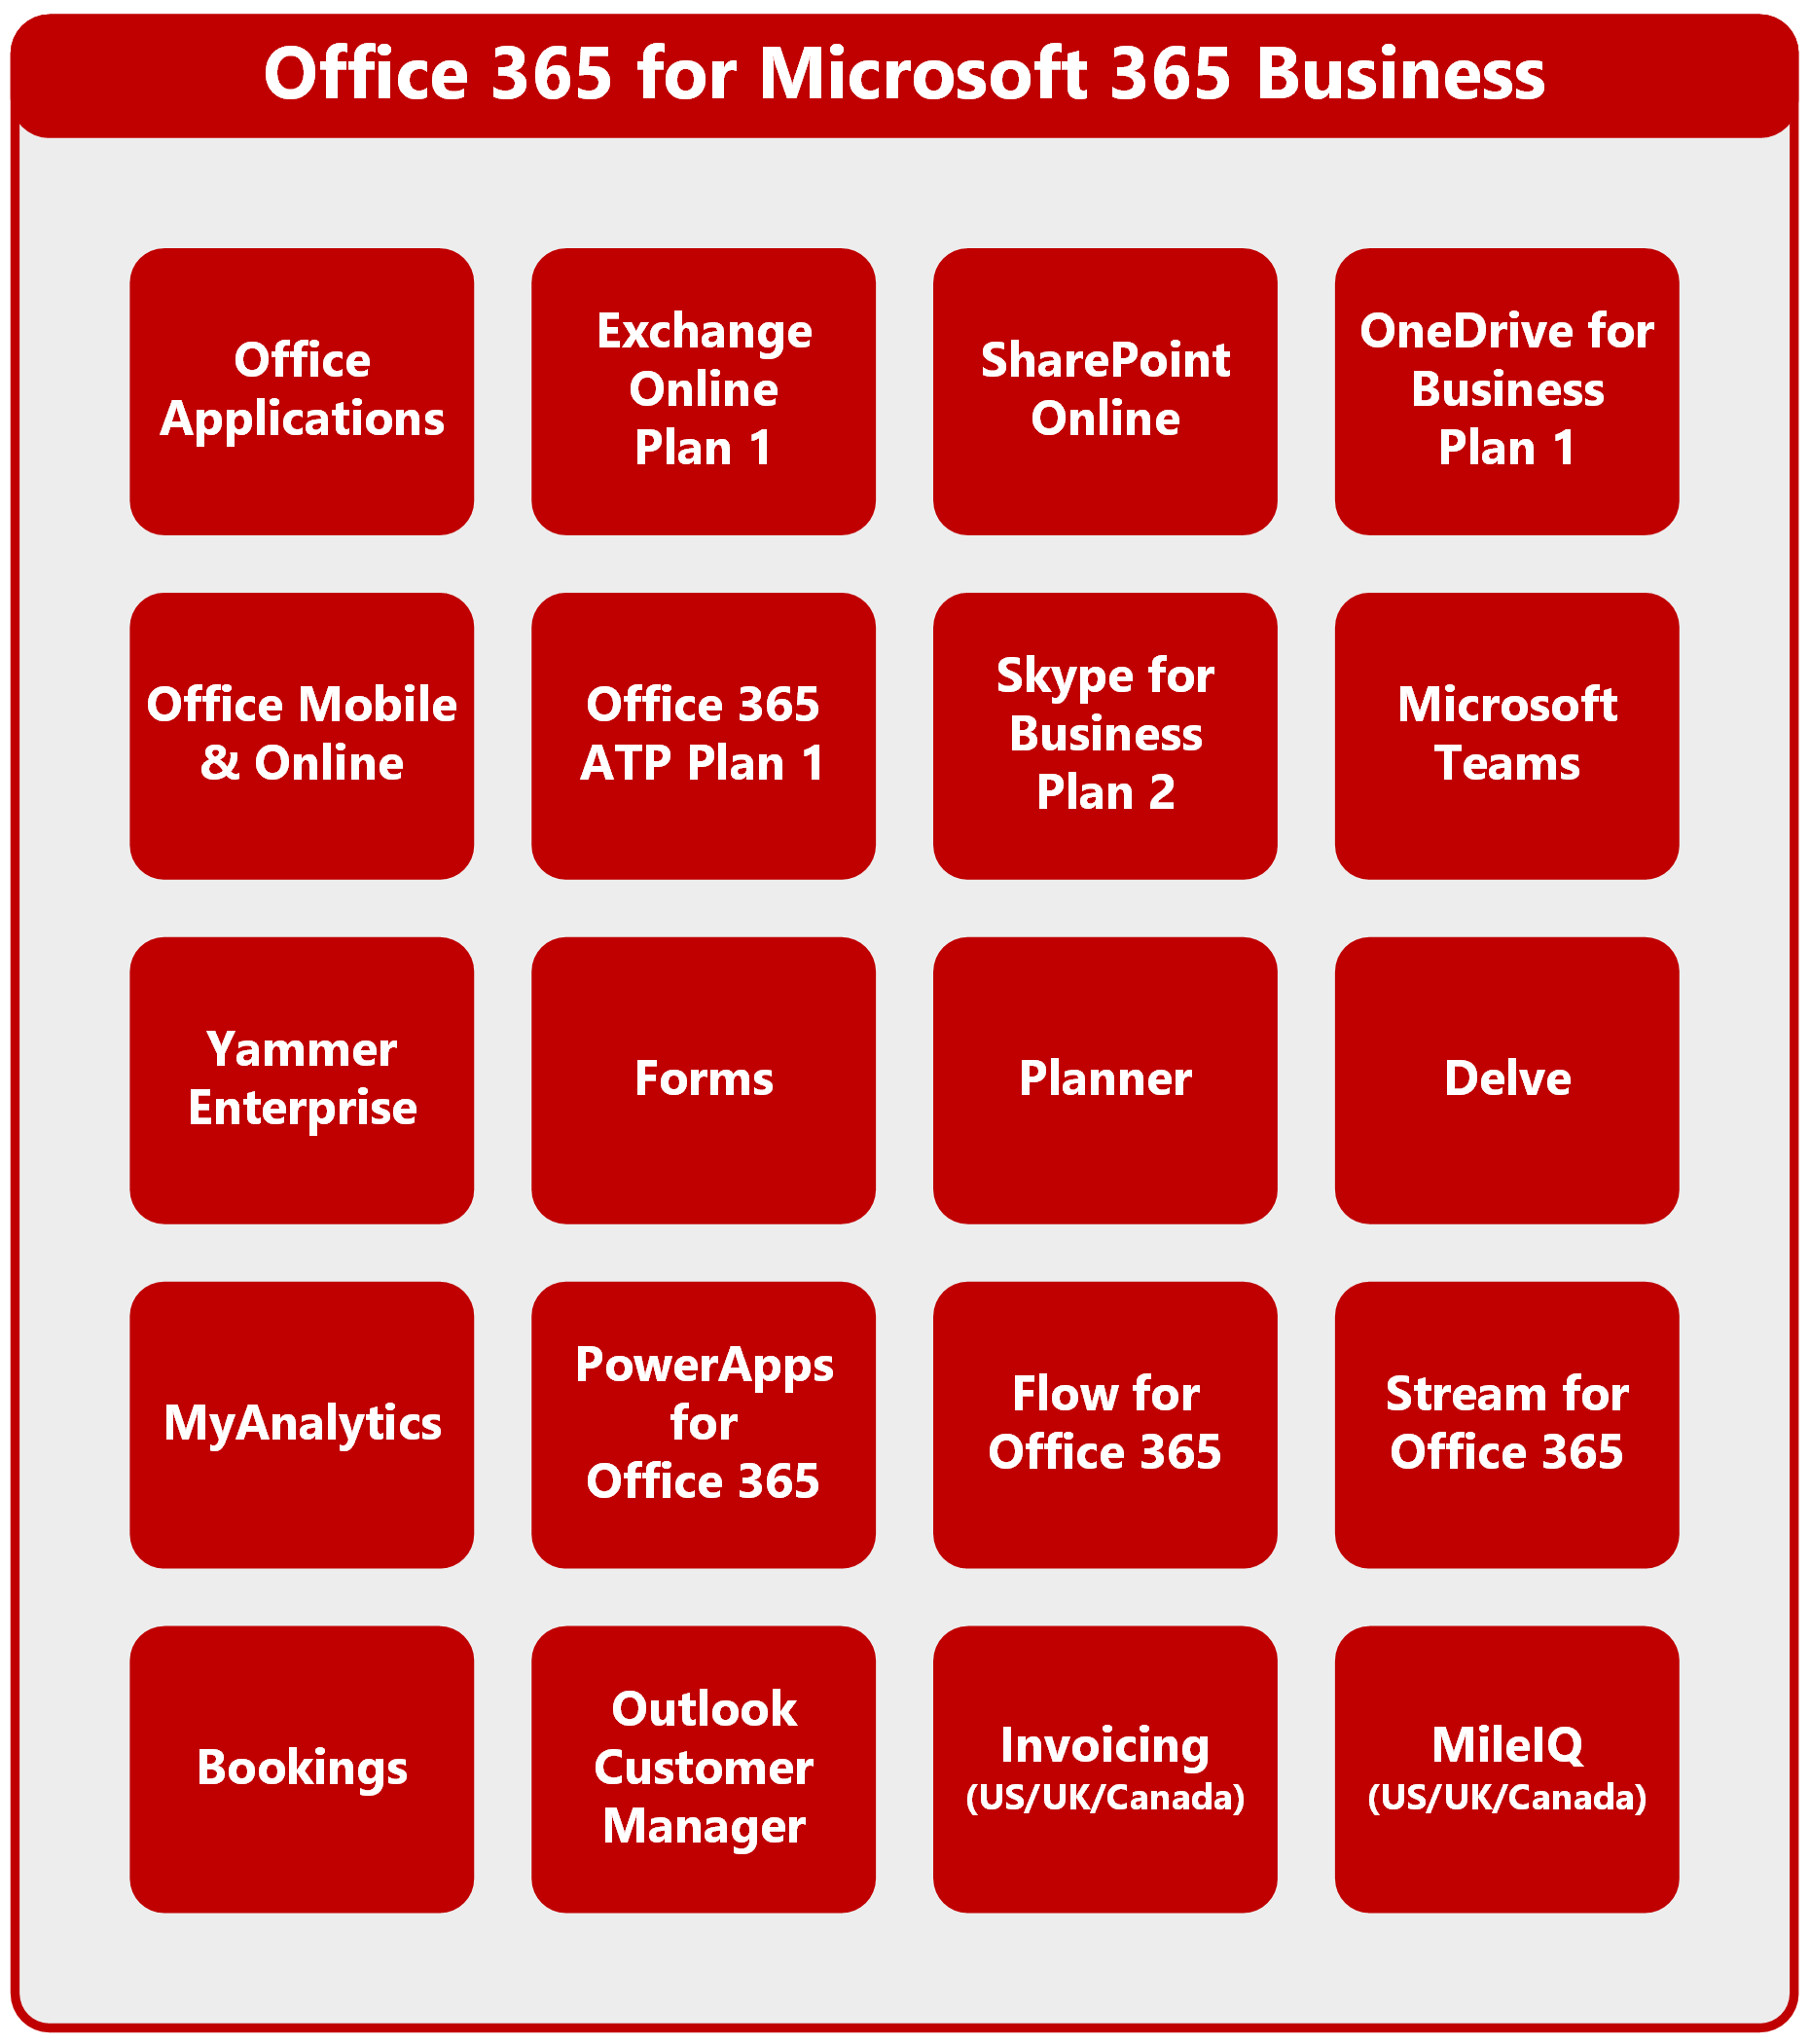 Office 365 for Microsoft 365 Business
Office
Applications
Exchange
Online
Plan 1
SharePoint
Online
OneDrive for
Business
Plan 1
Office Mobile
& Online
Office 365
ATP Plan 1
Skype for
Business
Plan 2
Microsoft
Teams
Yammer
Enterprise
Forms
Planner
Delve
MyAnalytics
PowerApps
for
Office 365
Flow for
Office 365
Stream for
Office 365
Bookings
Outlook
Customer
Manager
Invoicing
(US/UK/Canada)
MileIQ
(US/UK/Canada)